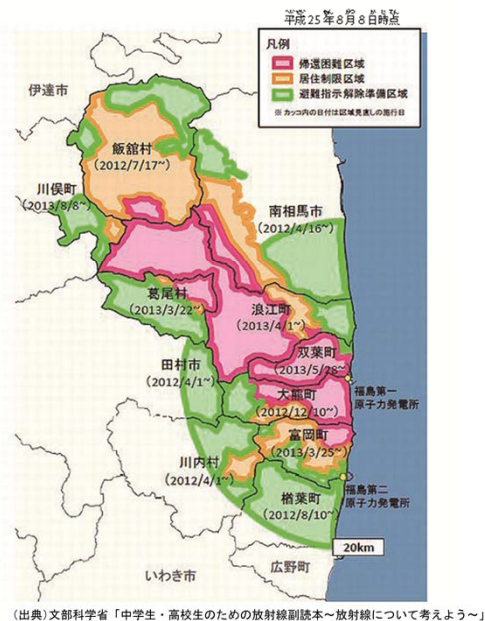 平成25年8月8日時点
凡例
帰還困難区域
居住制限区域
避難指示解除準備区域
※ カッコ内の日付は区域見直しの施行日
伊達市
飯舘村
(2012/7/17~)
川俣町
(2013/8/8~)
南相馬市
(2012/4/16~)
葛尾村
(2013/3/22~)
浪江町
(2013/4/1~)
双葉町
(2013/5/28~)
田村市
(2012/4/1~)
大熊町
(2012/12/10~)
福島第一
原子力発電所
富岡町
(2013/3/25~)
川内村
(2012/4/1~)
福島第二
原子力発電所
楢葉町
(2012/8/10~)
20km
広野町
いわき市
(出典)文部科学省「中学生・高校生のための放射線副読本~放射線について考えよう~」